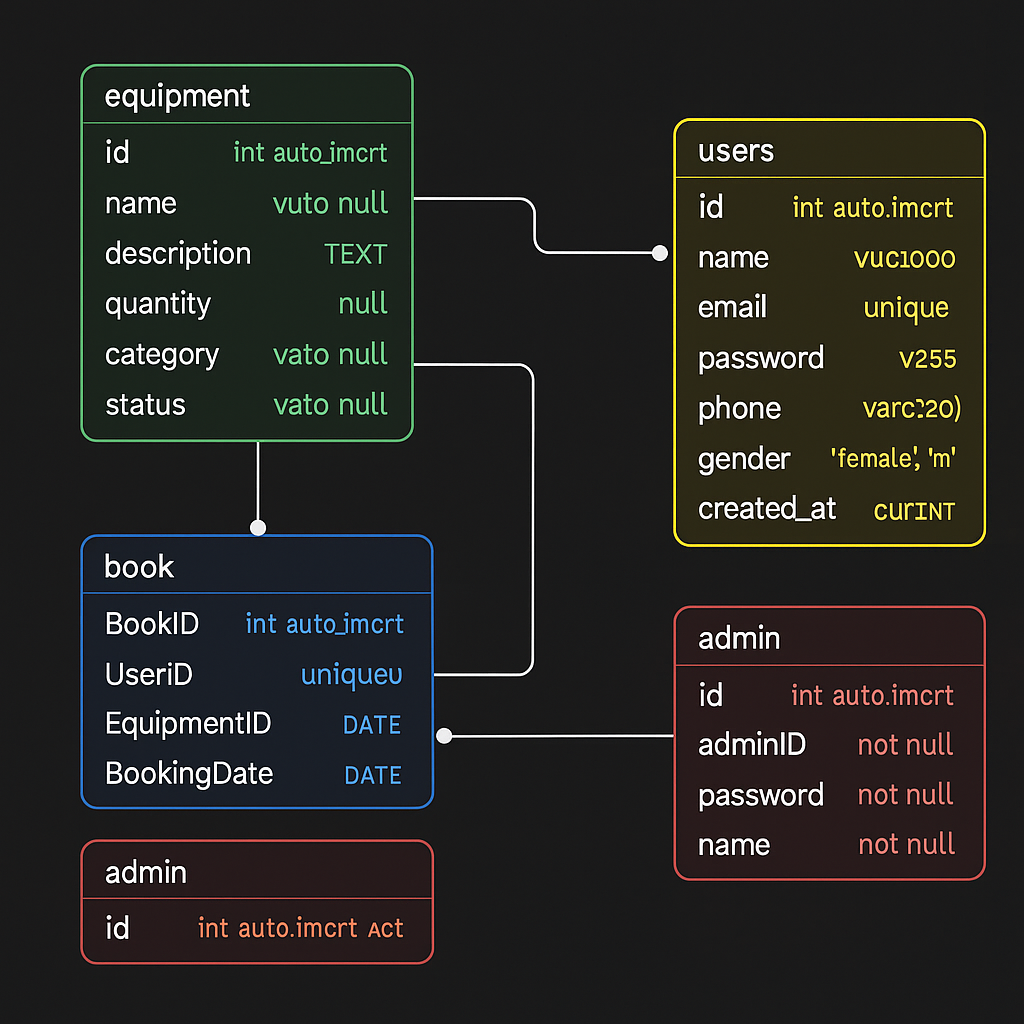 equipment
id int auto_imcrt
name vuto null
description TEXT
quantity null
category vato null
status vato null
users
id int auto.imcrt
name vuc1000
email unique
password v255
phone
gender 'female', 'm'
created_at curINT
book
BookID int auto_imcrt
UseriD uniqueu
EquipmentID DATE
BookingDate DATE
admin
id int auto.imcrt
adminID not null
password not null
name not null
admin
id int auto.imcrt Act